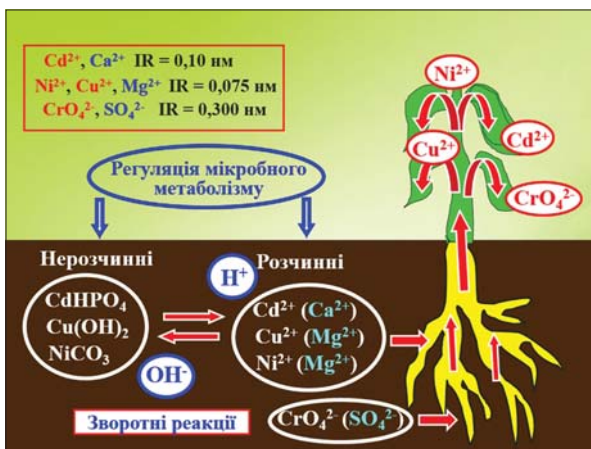 Cd²⁺, Ca²⁺ IR = 0,10 нм
Ni²⁺, Cu²⁺, Mg²⁺ IR = 0,075 нм
CrO₄²⁻, SO₄²⁻ IR = 0,300 нм
Ni²⁺
Cu²⁺
Cd²⁺
CrO₄²⁻
Регуляція мікробного
метаболізму
Нерозчинні
CdHPO₄
Cu(OH)₂
NiCO₃
H⁺
OH⁻
Розчинні
Cd²⁺ (Ca²⁺)
Cu²⁺ (Mg²⁺)
Ni²⁺ (Mg²⁺)
Зворотні реакції
CrO₄²⁻ (SO₄²⁻)